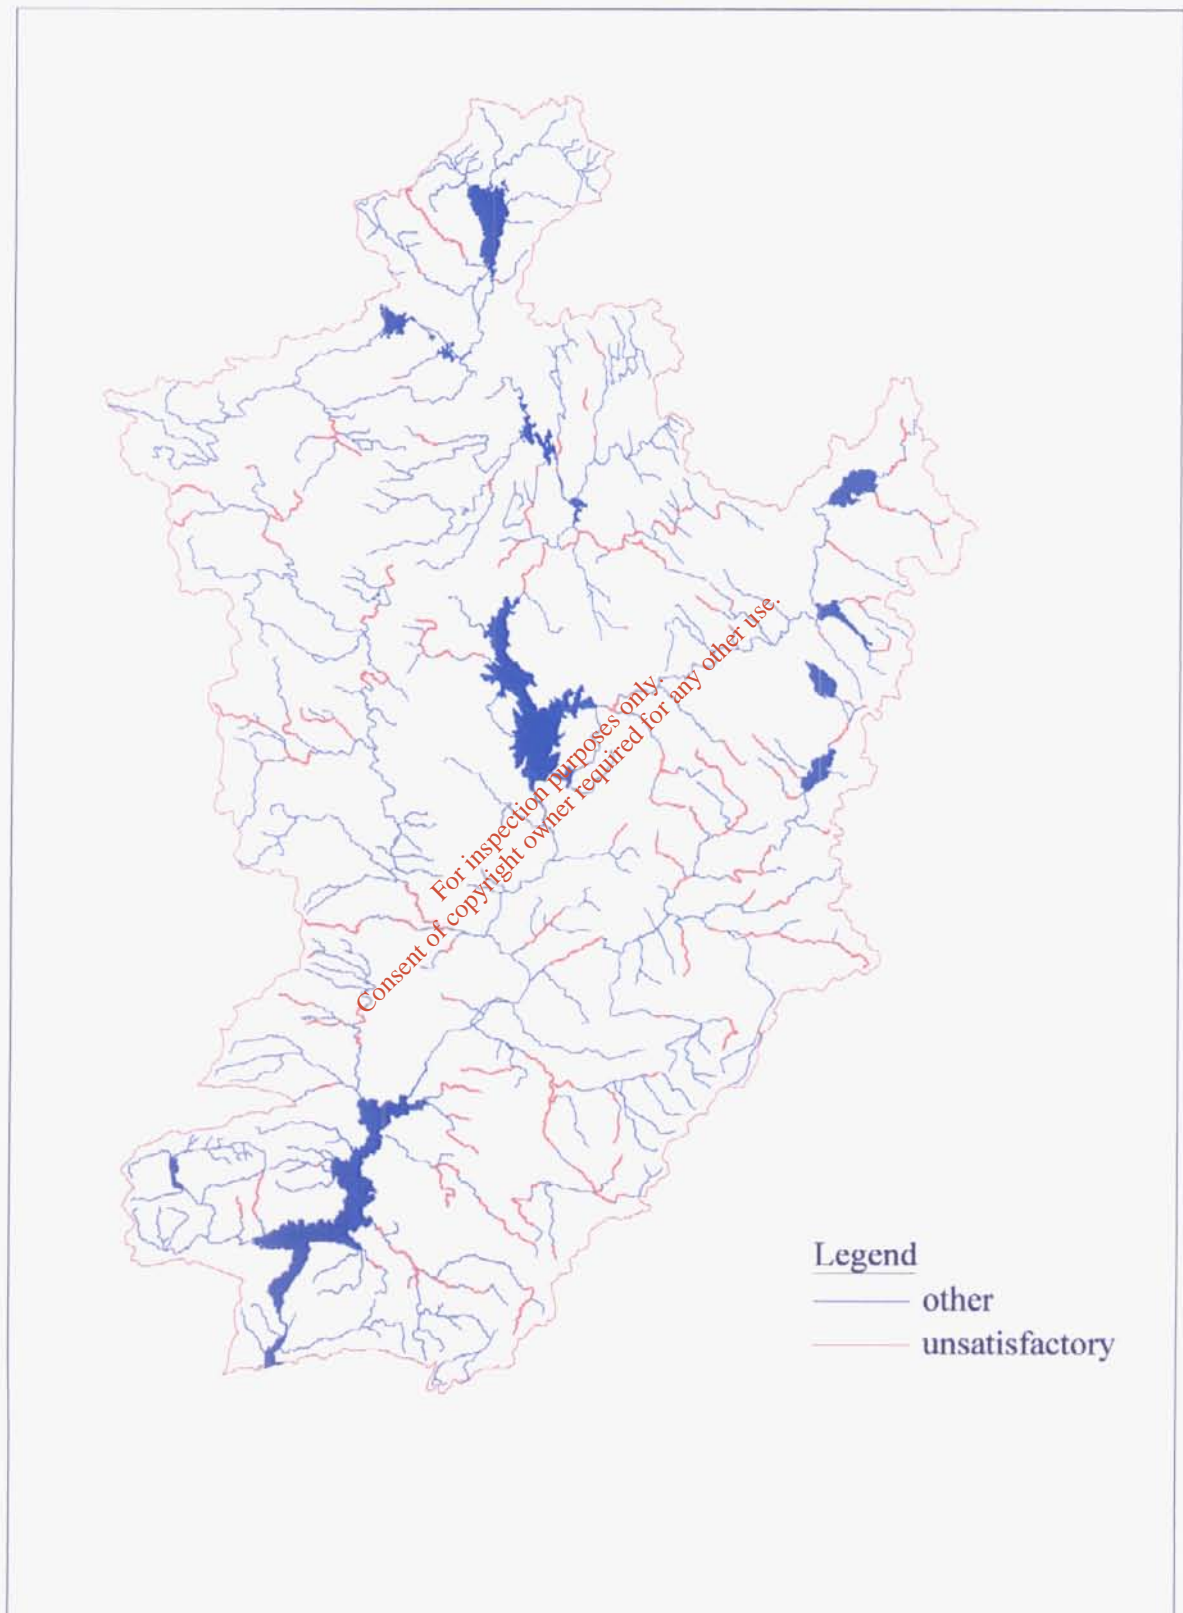 For inspection purposes only.
Consent of copyright owner required for any other use.
Legend
other
unsatisfactory